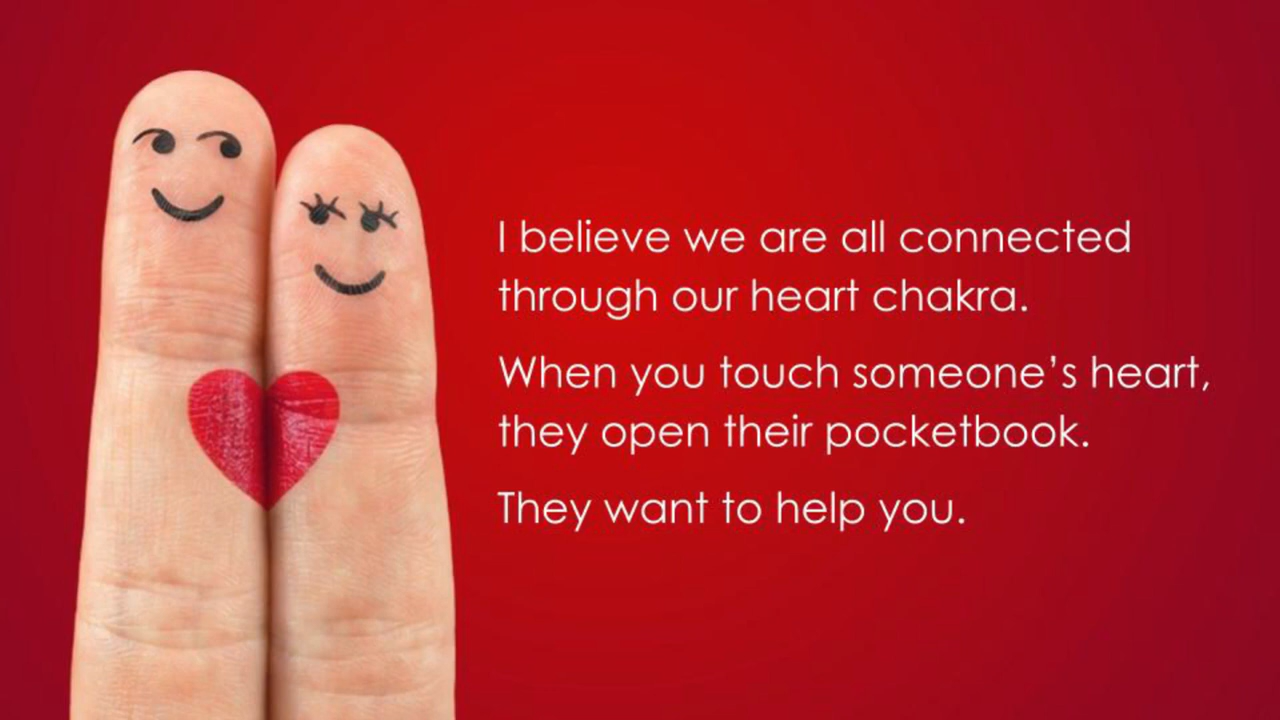 I believe we are all connected
through our heart chakra.
When you touch someone’s heart,
they open their pocketbook.
They want to help you.